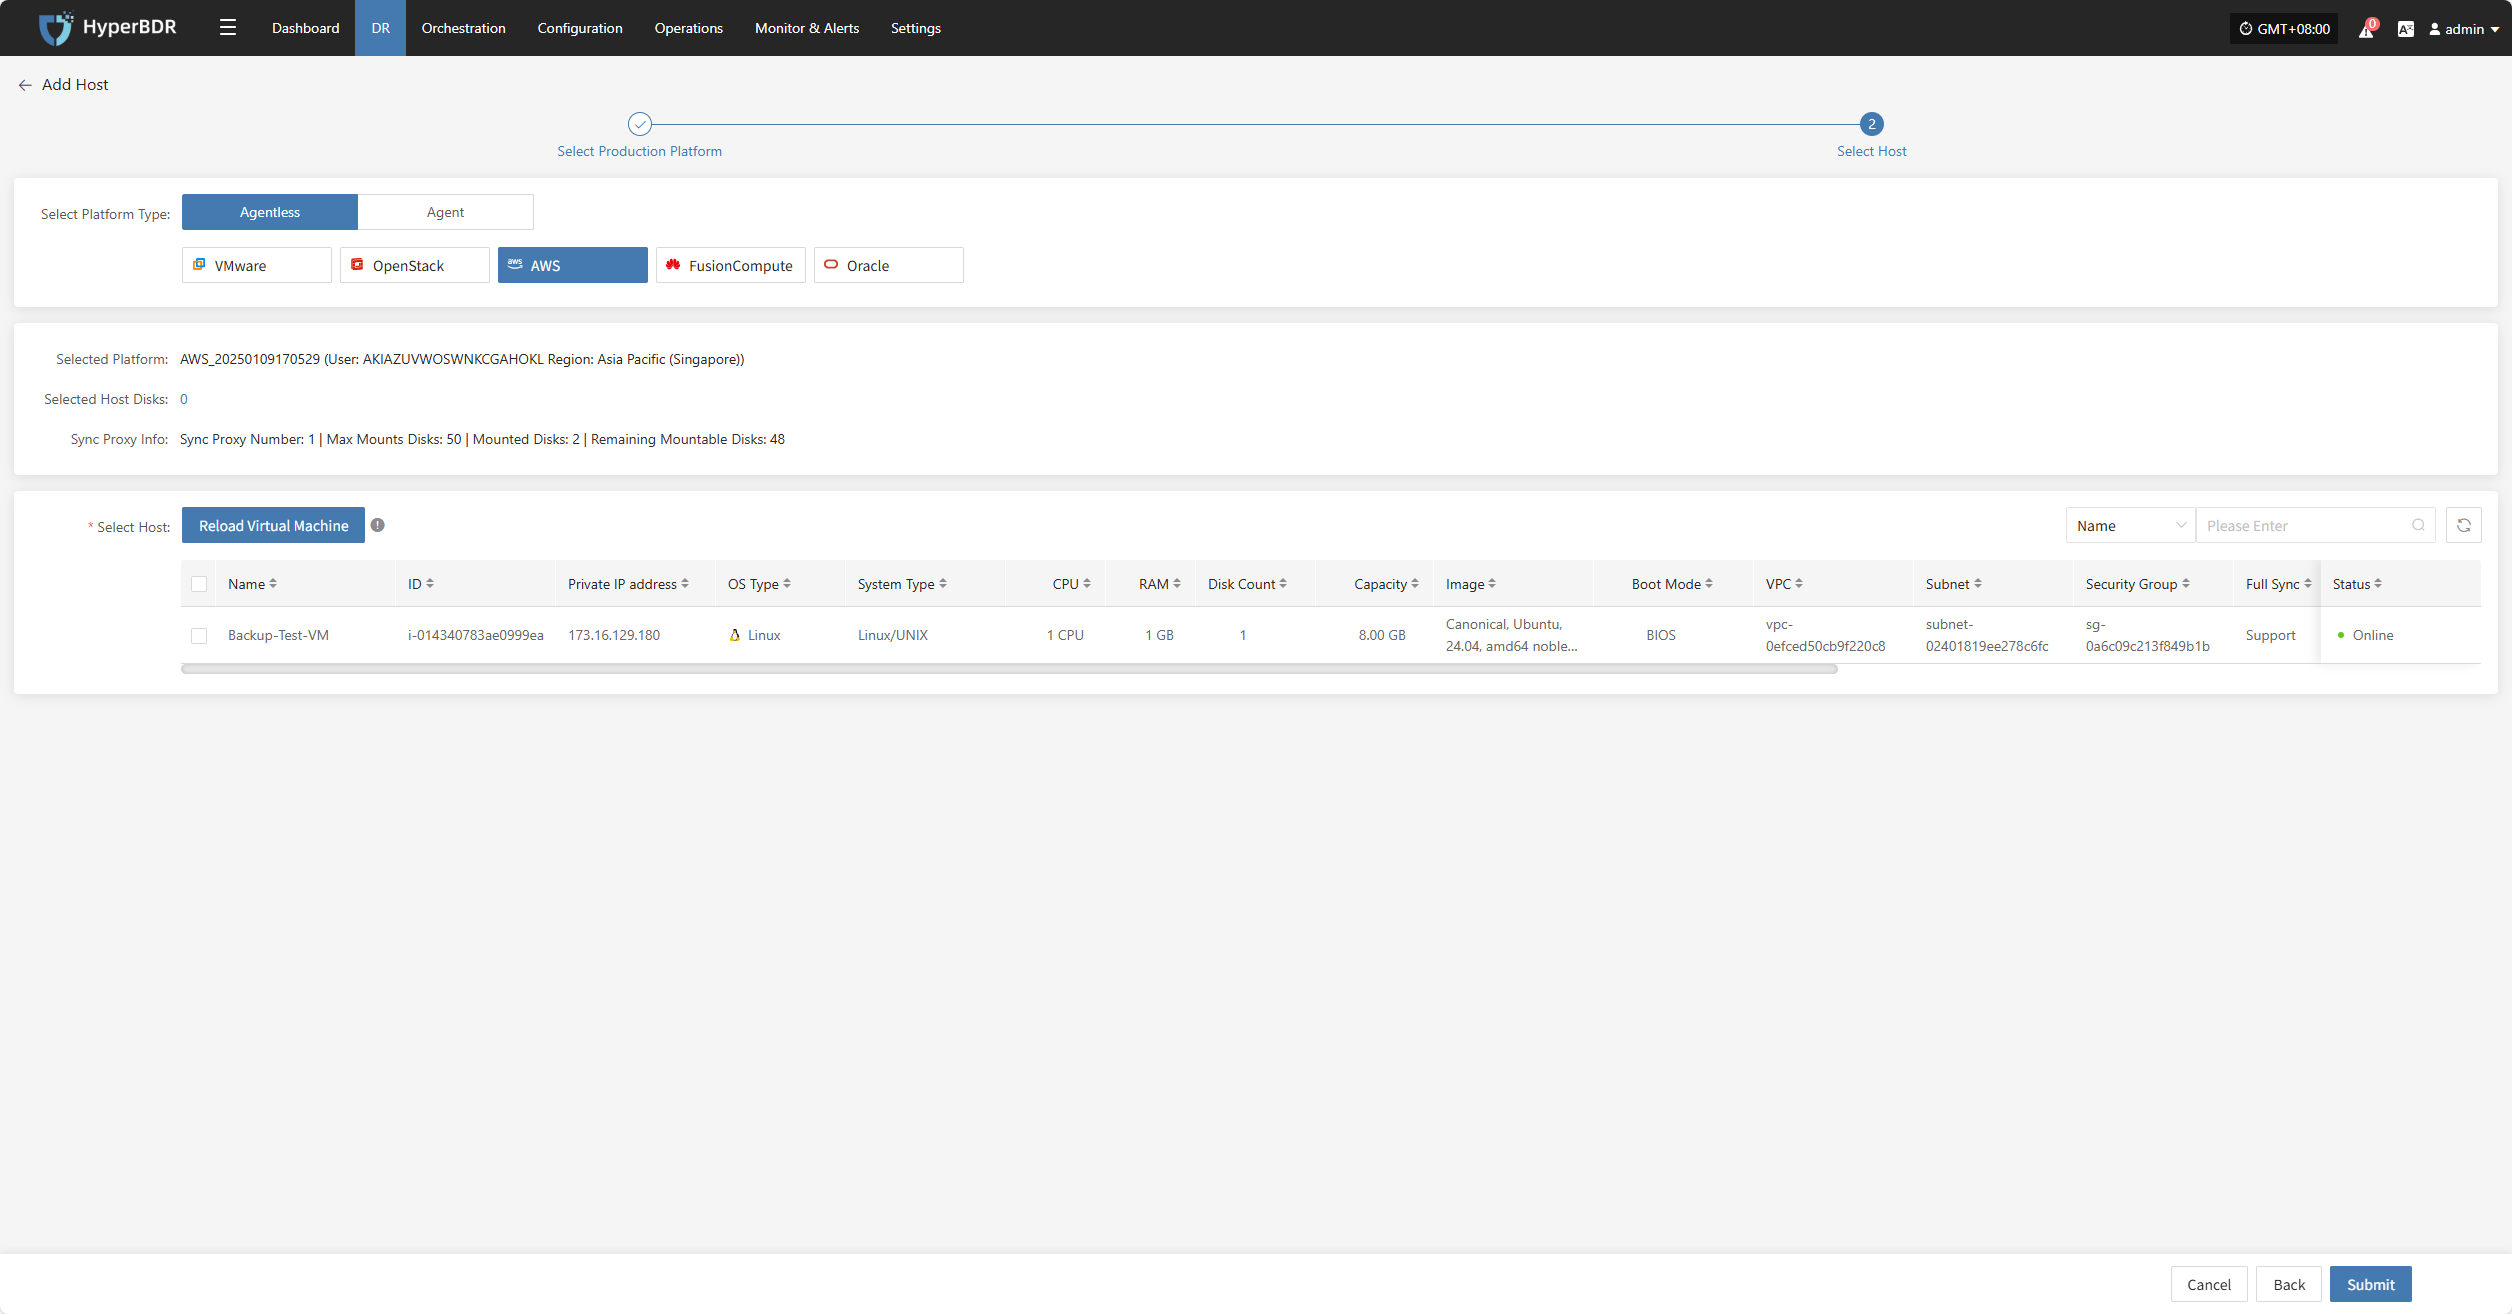 HyperBDR Dashboard DR Orchestration Configuration Operations Monitor & Alerts Settings GMT+08:00 0 admin
Add Host
2
Select Production Platform Select Host
Select Platform Type: Agentless Agent
VMware OpenStack aws AWS FusionCompute Oracle
Selected Platform: AWS_20250109170529 (User: AKIAZUVWOSWNKCGAHOKL Region: Asia Pacific (Singapore))
Selected Host Disks: 0
Sync Proxy Info: Sync Proxy Number: 1 | Max Mounts Disks: 50 | Mounted Disks: 2 | Remaining Mountable Disks: 48
* Select Host: Reload Virtual Machine Name Please Enter
Name ID Private IP address OS Type System Type CPU RAM Disk Count Capacity Image Boot Mode VPC Subnet Security Group Full Sync Status
Backup-Test-VM i-014340783ae0999ea 173.16.129.180 Linux Linux/UNIX 1 CPU 1 GB 1 8.00 GB Canonical, Ubuntu, 24.04, amd64 noble... BIOS vpc-0efced50cb9f220c8 subnet-02401819ee278c6fc sg-0a6c09c213f849b1b Support Online
Cancel Back Submit